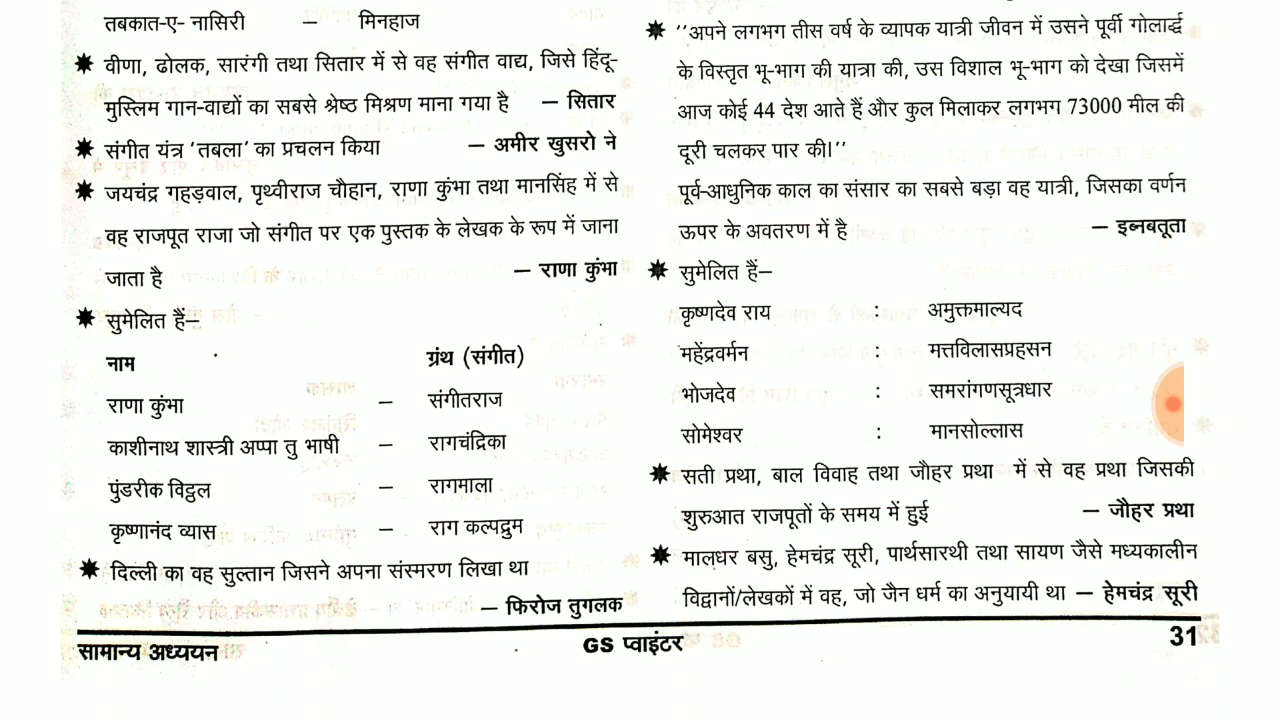 तबकात-ए- नासिरी – मिनहाज
✷ वीणा, ढोलक, सारंगी तथा सितार में से वह संगीत वाद्य, जिसे हिंदू-
मुस्लिम गान-वाद्यों का सबसे श्रेष्ठ मिश्रण माना गया है – सितार
✷ संगीत यंत्र 'तबला' का प्रचलन किया – अमीर खुसरो ने
✷ जयचंद्र गहड़वाल, पृथ्वीराज चौहान, राणा कुंभा तथा मानसिंह में से
वह राजपूत राजा जो संगीत पर एक पुस्तक के लेखक के रूप में जाना
जाता है – राणा कुंभा
✷ सुमेलित हैं–
नाम ग्रंथ (संगीत)
राणा कुंभा – संगीतराज
काशीनाथ शास्त्री अप्पा तु भाषी – रागचंद्रिका
पुंडरीक विट्ठल – रागमाला
कृष्णानंद व्यास – राग कल्पद्रुम
✷ दिल्ली का वह सुल्तान जिसने अपना संस्मरण लिखा था
– फिरोज तुगलक
✷ ''अपने लगभग तीस वर्ष के व्यापक यात्री जीवन में उसने पूर्वी गोलार्द्ध
के विस्तृत भू-भाग की यात्रा की, उस विशाल भू-भाग को देखा जिसमें
आज कोई 44 देश आते हैं और कुल मिलाकर लगभग 73000 मील की
दूरी चलकर पार की।''
पूर्व-आधुनिक काल का संसार का सबसे बड़ा वह यात्री, जिसका वर्णन
ऊपर के अवतरण में है – इब्नबतूता
✷ सुमेलित हैं–
कृष्णदेव राय : अमुक्तमाल्यद
महेंद्रवर्मन : मत्तविलासप्रहसन
भोजदेव : समरांगणसूत्रधार
सोमेश्वर : मानसोल्लास
✷ सती प्रथा, बाल विवाह तथा जौहर प्रथा में से वह प्रथा जिसकी
शुरुआत राजपूतों के समय में हुई – जौहर प्रथा
✷ मालधर बसु, हेमचंद्र सूरी, पार्थसारथी तथा सायण जैसे मध्यकालीन
विद्वानों/लेखकों में वह, जो जैन धर्म का अनुयायी था – हेमचंद्र सूरी
सामान्य अध्ययन GS प्वाइंटर 31